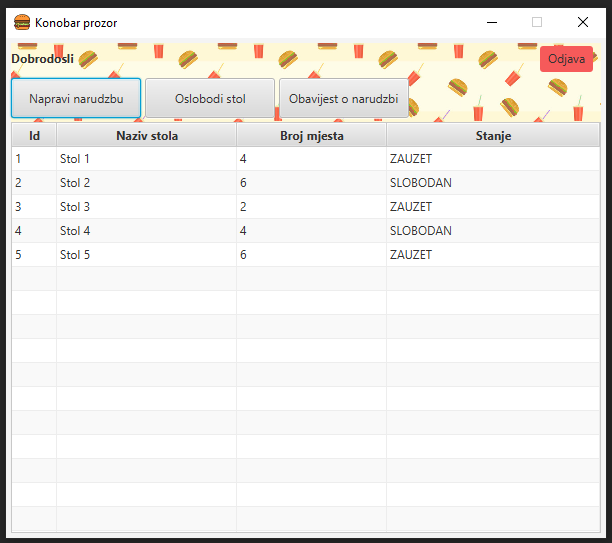 Konobar prozor
Dobrodosli Odjava
Napravi narudzbu Oslobodi stol Obavijest o narudzbi
Id Naziv stola Broj mjesta Stanje
1 Stol 1 4 ZAUZET
2 Stol 2 6 SLOBODAN
3 Stol 3 2 ZAUZET
4 Stol 4 4 SLOBODAN
5 Stol 5 6 ZAUZET